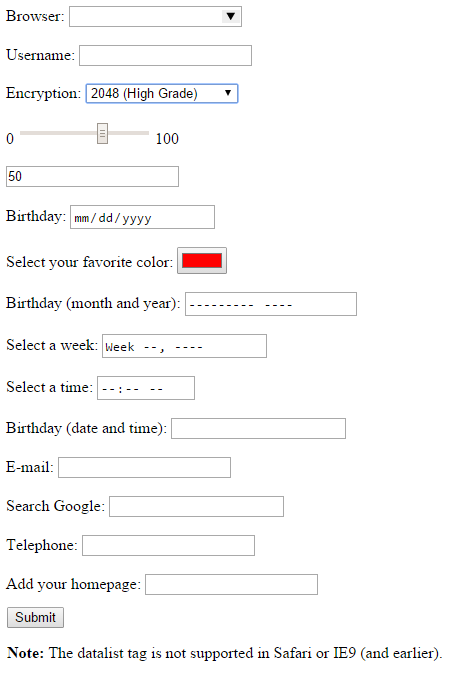 Browser:
Username:
Encryption: 2048 (High Grade)
0 100
50
Birthday: mm/dd/yyyy
Select your favorite color:
Birthday (month and year): --------- ----
Select a week: Week --, ----
Select a time: --:-- --
Birthday (date and time):
E-mail:
Search Google:
Telephone:
Add your homepage:
Submit
Note: The datalist tag is not supported in Safari or IE9 (and earlier).